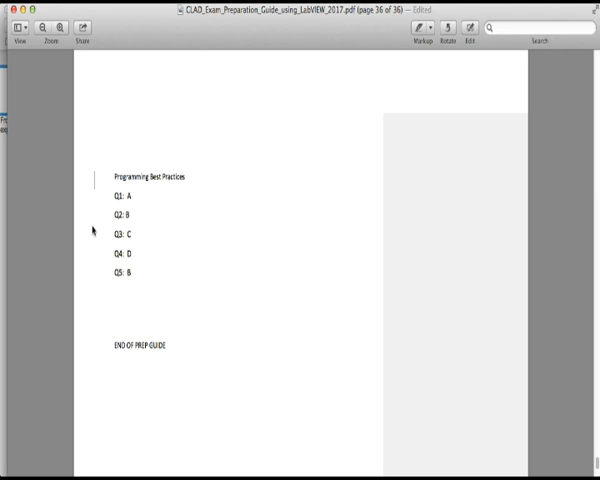 CLAD_Exam_Preparation_Guide_using_LabVIEW_2017.pdf (page 36 of 36) — Edited
View Zoom Share Markup Rotate Edit Search
Programming Best Practices
Q1: A
Q2: B
Q3: C
Q4: D
Q5: B
END OF PREP GUIDE